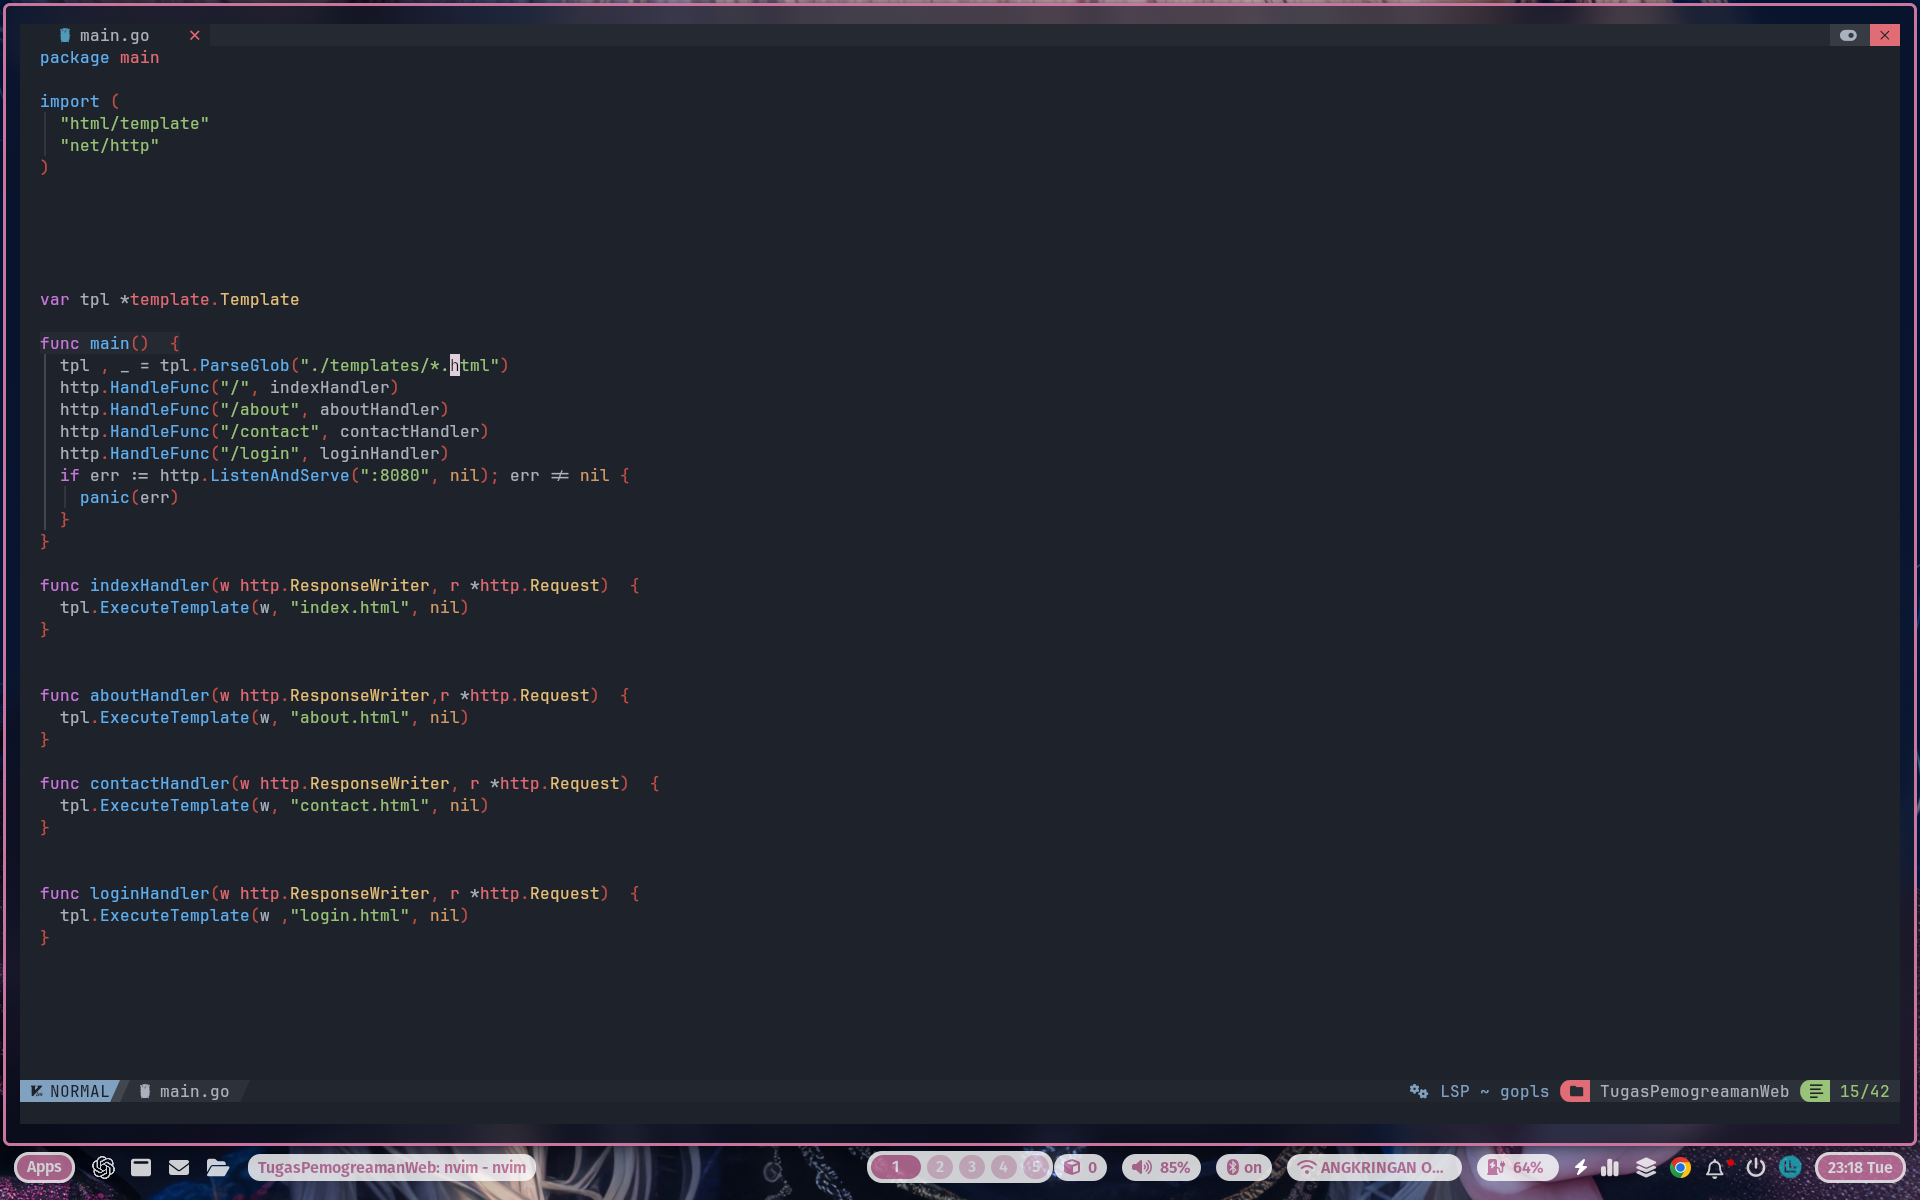 main.go
package main
import (
"html/template"
"net/http"
)
var tpl *template.Template
func main()  {
tpl , _ = tpl.ParseGlob("./templates/*.html")
http.HandleFunc("/", indexHandler)
http.HandleFunc("/about", aboutHandler)
http.HandleFunc("/contact", contactHandler)
http.HandleFunc("/login", loginHandler)
if err := http.ListenAndServe(":8080", nil); err != nil {
panic(err)
}
}
func indexHandler(w http.ResponseWriter, r *http.Request)  {
tpl.ExecuteTemplate(w, "index.html", nil)
}
func aboutHandler(w http.ResponseWriter,r *http.Request)  {
tpl.ExecuteTemplate(w, "about.html", nil)
}
func contactHandler(w http.ResponseWriter, r *http.Request)  {
tpl.ExecuteTemplate(w, "contact.html", nil)
}
func loginHandler(w http.ResponseWriter, r *http.Request)  {
tpl.ExecuteTemplate(w ,"login.html", nil)
}
NORMAL main.go LSP ~ gopls TugasPemogreamanWeb 15/42
Apps TugasPemogreamanWeb: nvim - nvim 1 2 3 4 5 0 85% on ANGKRINGAN O... 64% 23:18 Tue